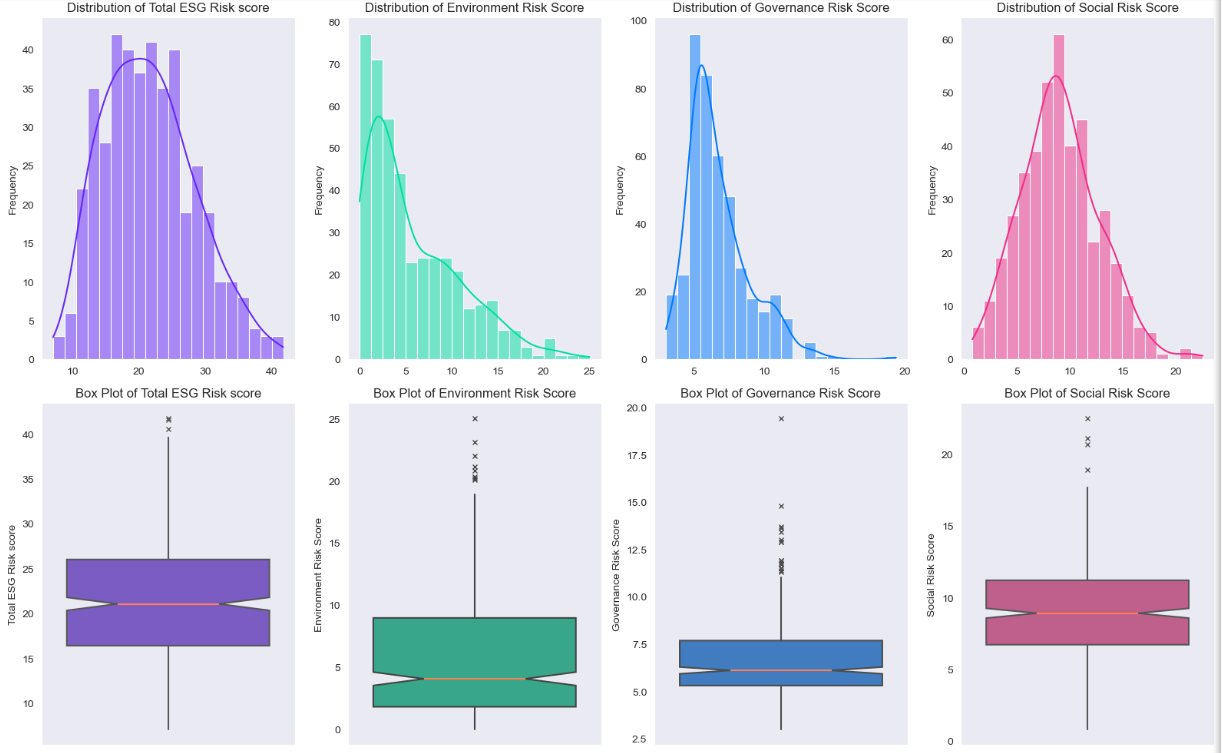 Distribution of Total ESG Risk score
Frequency
40
35
30
25
20
15
10
5
0
10 20 30 40
Distribution of Environment Risk Score
Frequency
80
70
60
50
40
30
20
10
0
0 5 10 15 20 25
Distribution of Governance Risk Score
Frequency
100
80
60
40
20
0
5 10 15 20
Distribution of Social Risk Score
Frequency
60
50
40
30
20
10
0
0 5 10 15 20
Box Plot of Total ESG Risk score
Total ESG Risk score
40
35
30
25
20
15
10
Box Plot of Environment Risk Score
Environment Risk Score
25
20
15
10
5
0
Box Plot of Governance Risk Score
Governance Risk Score
20.0
17.5
15.0
12.5
10.0
7.5
5.0
2.5
Box Plot of Social Risk Score
Social Risk Score
20
15
10
5
0